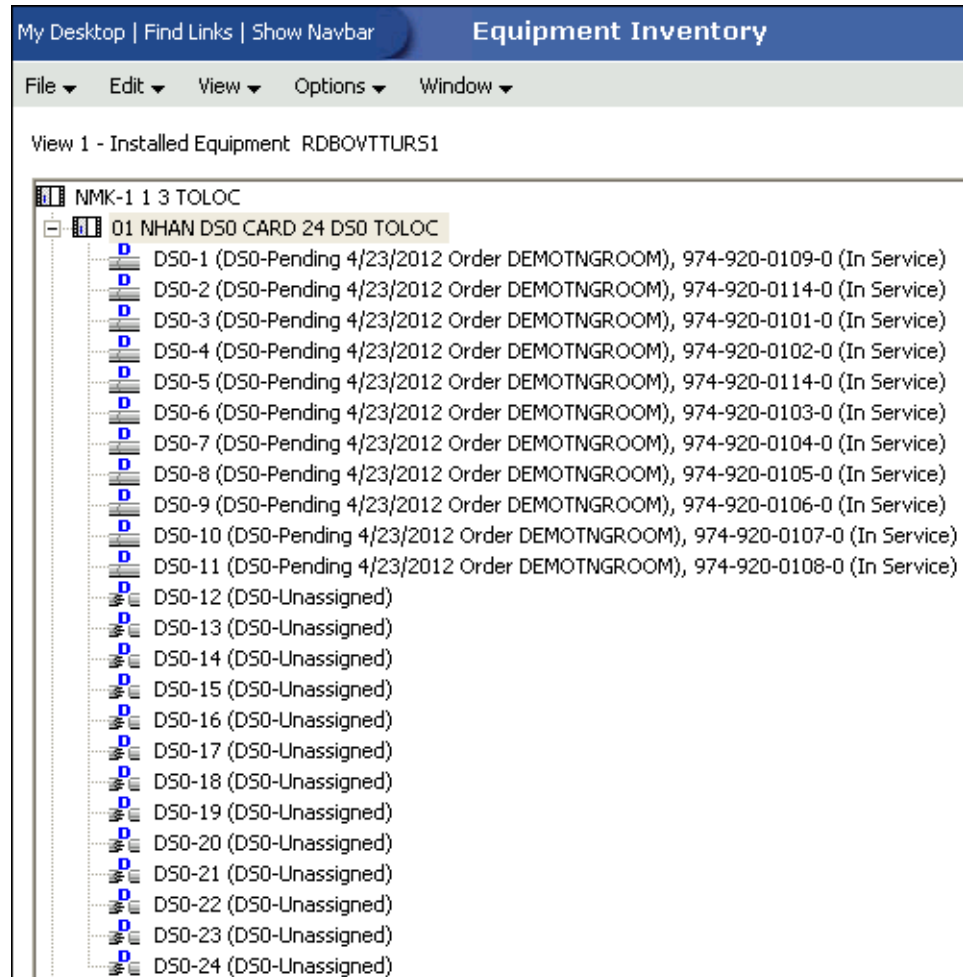 My Desktop | Find Links | Show Navbar
Equipment Inventory
File Edit View Options Window
View 1 - Installed Equipment RDBOVTTURS1
NMK-1 1 3 TOLOC
01 NHAN DS0 CARD 24 DS0 TOLOC
D DS0-1 (DS0-Pending 4/23/2012 Order DEMOTNGROOM), 974-920-0109-0 (In Service)
D DS0-2 (DS0-Pending 4/23/2012 Order DEMOTNGROOM), 974-920-0114-0 (In Service)
D DS0-3 (DS0-Pending 4/23/2012 Order DEMOTNGROOM), 974-920-0101-0 (In Service)
D DS0-4 (DS0-Pending 4/23/2012 Order DEMOTNGROOM), 974-920-0102-0 (In Service)
D DS0-5 (DS0-Pending 4/23/2012 Order DEMOTNGROOM), 974-920-0114-0 (In Service)
D DS0-6 (DS0-Pending 4/23/2012 Order DEMOTNGROOM), 974-920-0103-0 (In Service)
D DS0-7 (DS0-Pending 4/23/2012 Order DEMOTNGROOM), 974-920-0104-0 (In Service)
D DS0-8 (DS0-Pending 4/23/2012 Order DEMOTNGROOM), 974-920-0105-0 (In Service)
D DS0-9 (DS0-Pending 4/23/2012 Order DEMOTNGROOM), 974-920-0106-0 (In Service)
D DS0-10 (DS0-Pending 4/23/2012 Order DEMOTNGROOM), 974-920-0107-0 (In Service)
D DS0-11 (DS0-Pending 4/23/2012 Order DEMOTNGROOM), 974-920-0108-0 (In Service)
D DS0-12 (DS0-Unassigned)
D DS0-13 (DS0-Unassigned)
D DS0-14 (DS0-Unassigned)
D DS0-15 (DS0-Unassigned)
D DS0-16 (DS0-Unassigned)
D DS0-17 (DS0-Unassigned)
D DS0-18 (DS0-Unassigned)
D DS0-19 (DS0-Unassigned)
D DS0-20 (DS0-Unassigned)
D DS0-21 (DS0-Unassigned)
D DS0-22 (DS0-Unassigned)
D DS0-23 (DS0-Unassigned)
D DS0-24 (DS0-Unassigned)